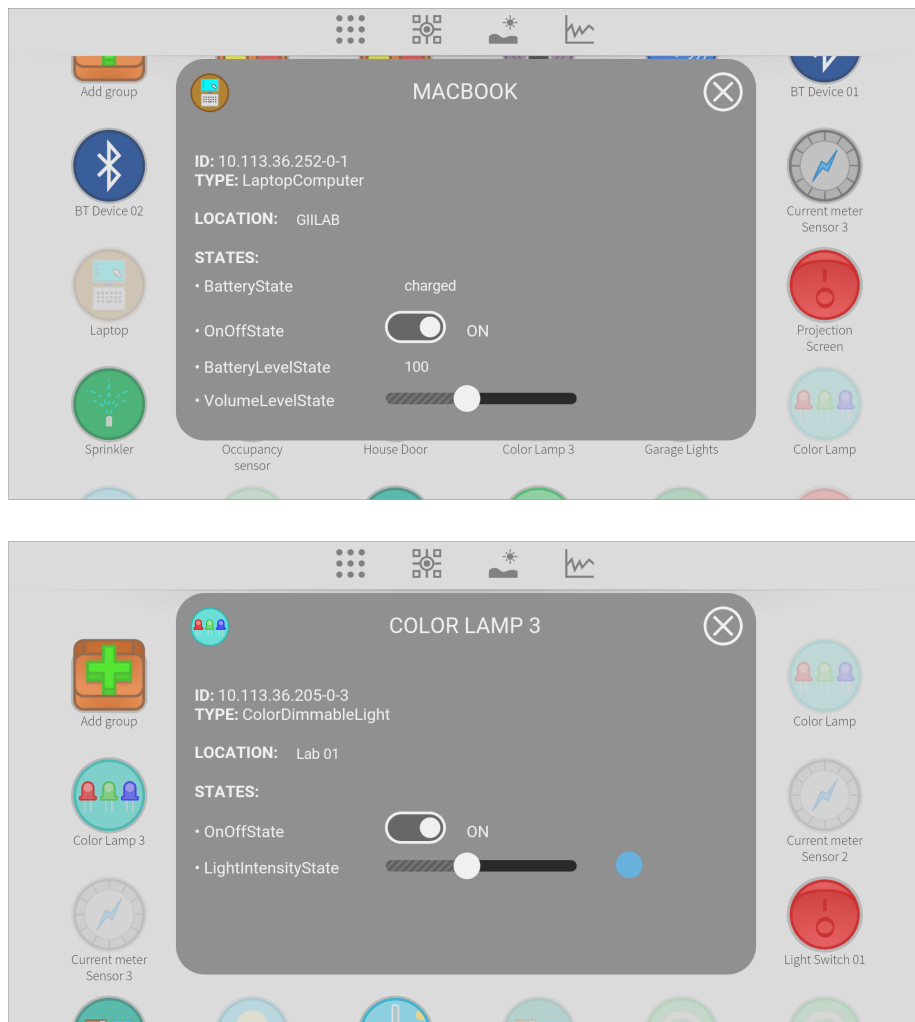 Add group
MACBOOK
BT Device 01
ID: 10.113.36.252-0-1
TYPE: LaptopComputer
BT Device 02
LOCATION: GIILAB
Current meter
Sensor 3
STATES:
• BatteryState charged
• OnOffState ON
Laptop
Projection
Screen
• BatteryLevelState 100
• VolumeLevelState
Sprinkler
Occupancy
sensor
House Door
Color Lamp 3
Garage Lights
Color Lamp
COLOR LAMP 3
ID: 10.113.36.205-0-3
TYPE: ColorDimmableLight
Add group
Color Lamp
LOCATION: Lab 01
STATES:
• OnOffState ON
Color Lamp 3
Current meter
Sensor 2
• LightIntensityState
Current meter
Sensor 3
Light Switch 01